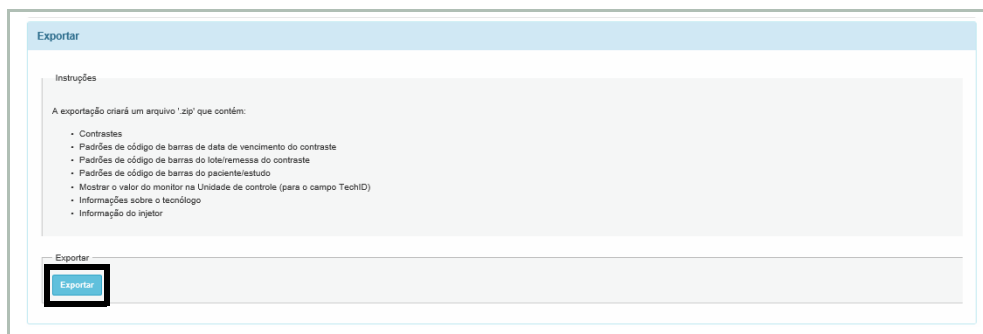 Exportar
Instruções
A exportação criará um arquivo '.zip' que contém:
• Contrastes
• Padrões de código de barras de data de vencimento do contraste
• Padrões de código de barras do lote/remessa do contraste
• Padrões de código de barras do paciente/estudo
• Mostrar o valor do monitor na Unidade de controle (para o campo TechID)
• Informações sobre o tecnólogo
• Informação do injetor
Exportar
Exportar